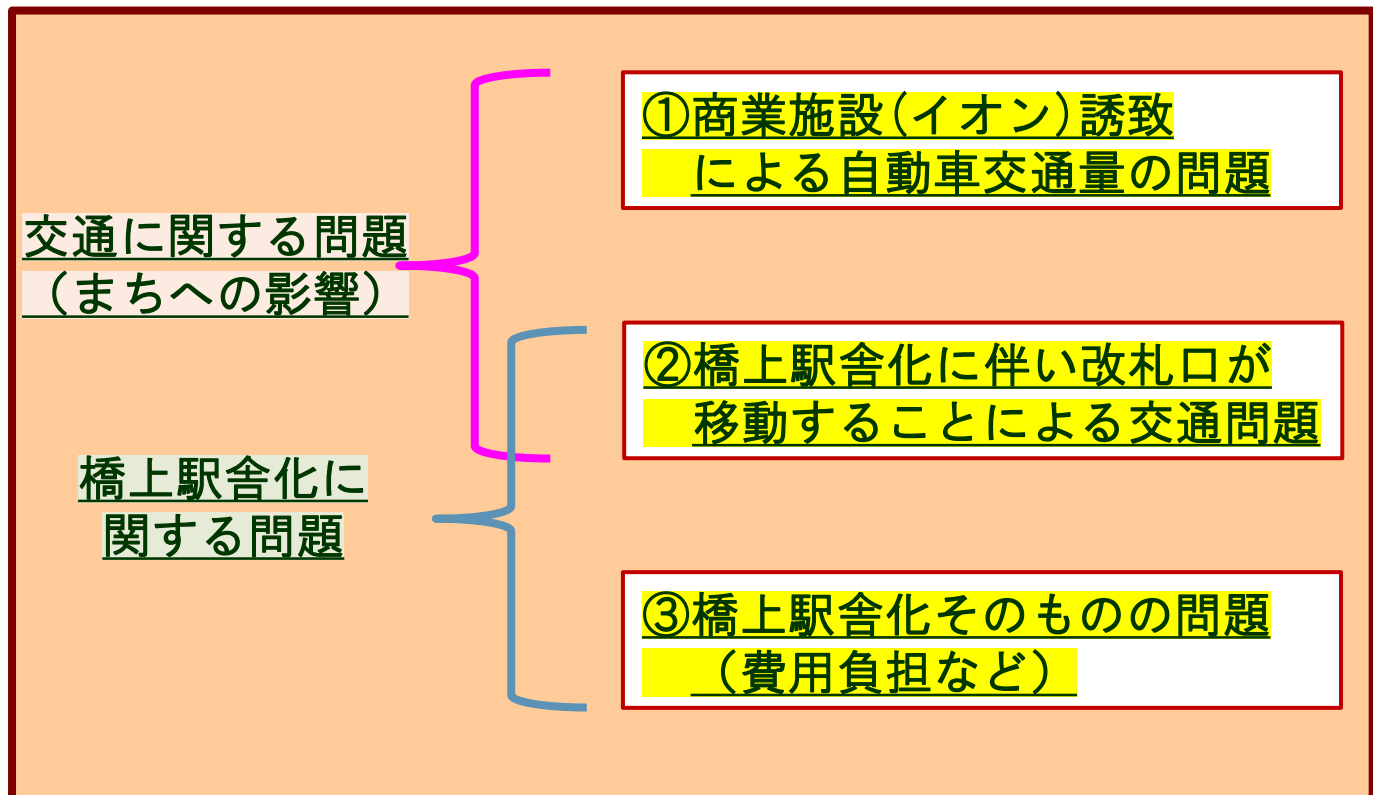 交通に関する問題
（まちへの影響）
橋上駅舎化に
関する問題
①商業施設(イオン)誘致
による自動車交通量の問題
②橋上駅舎化に伴い改札口が
移動することによる交通問題
③橋上駅舎化そのものの問題
（費用負担など）